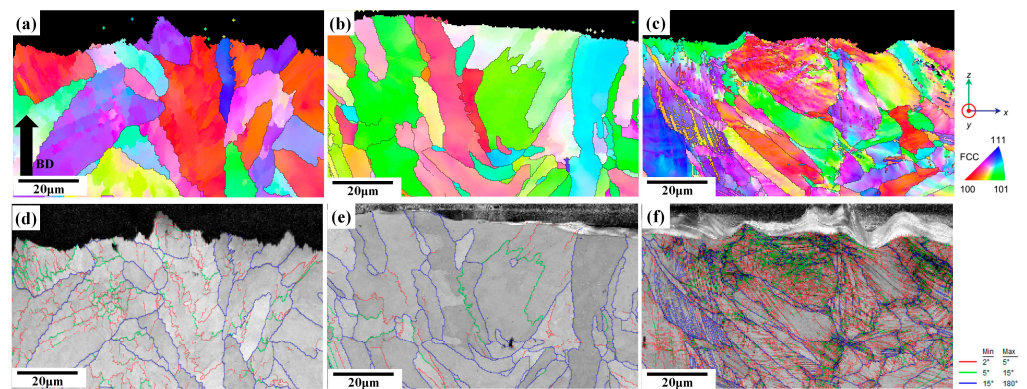 (a)
(b)
(c)
BD
20μm
20μm
20μm
z
x
y
111
FCC
100 101
(d)
(e)
(f)
20μm
20μm
20μm
Min Max
2° 5°
5° 15°
15° 180°